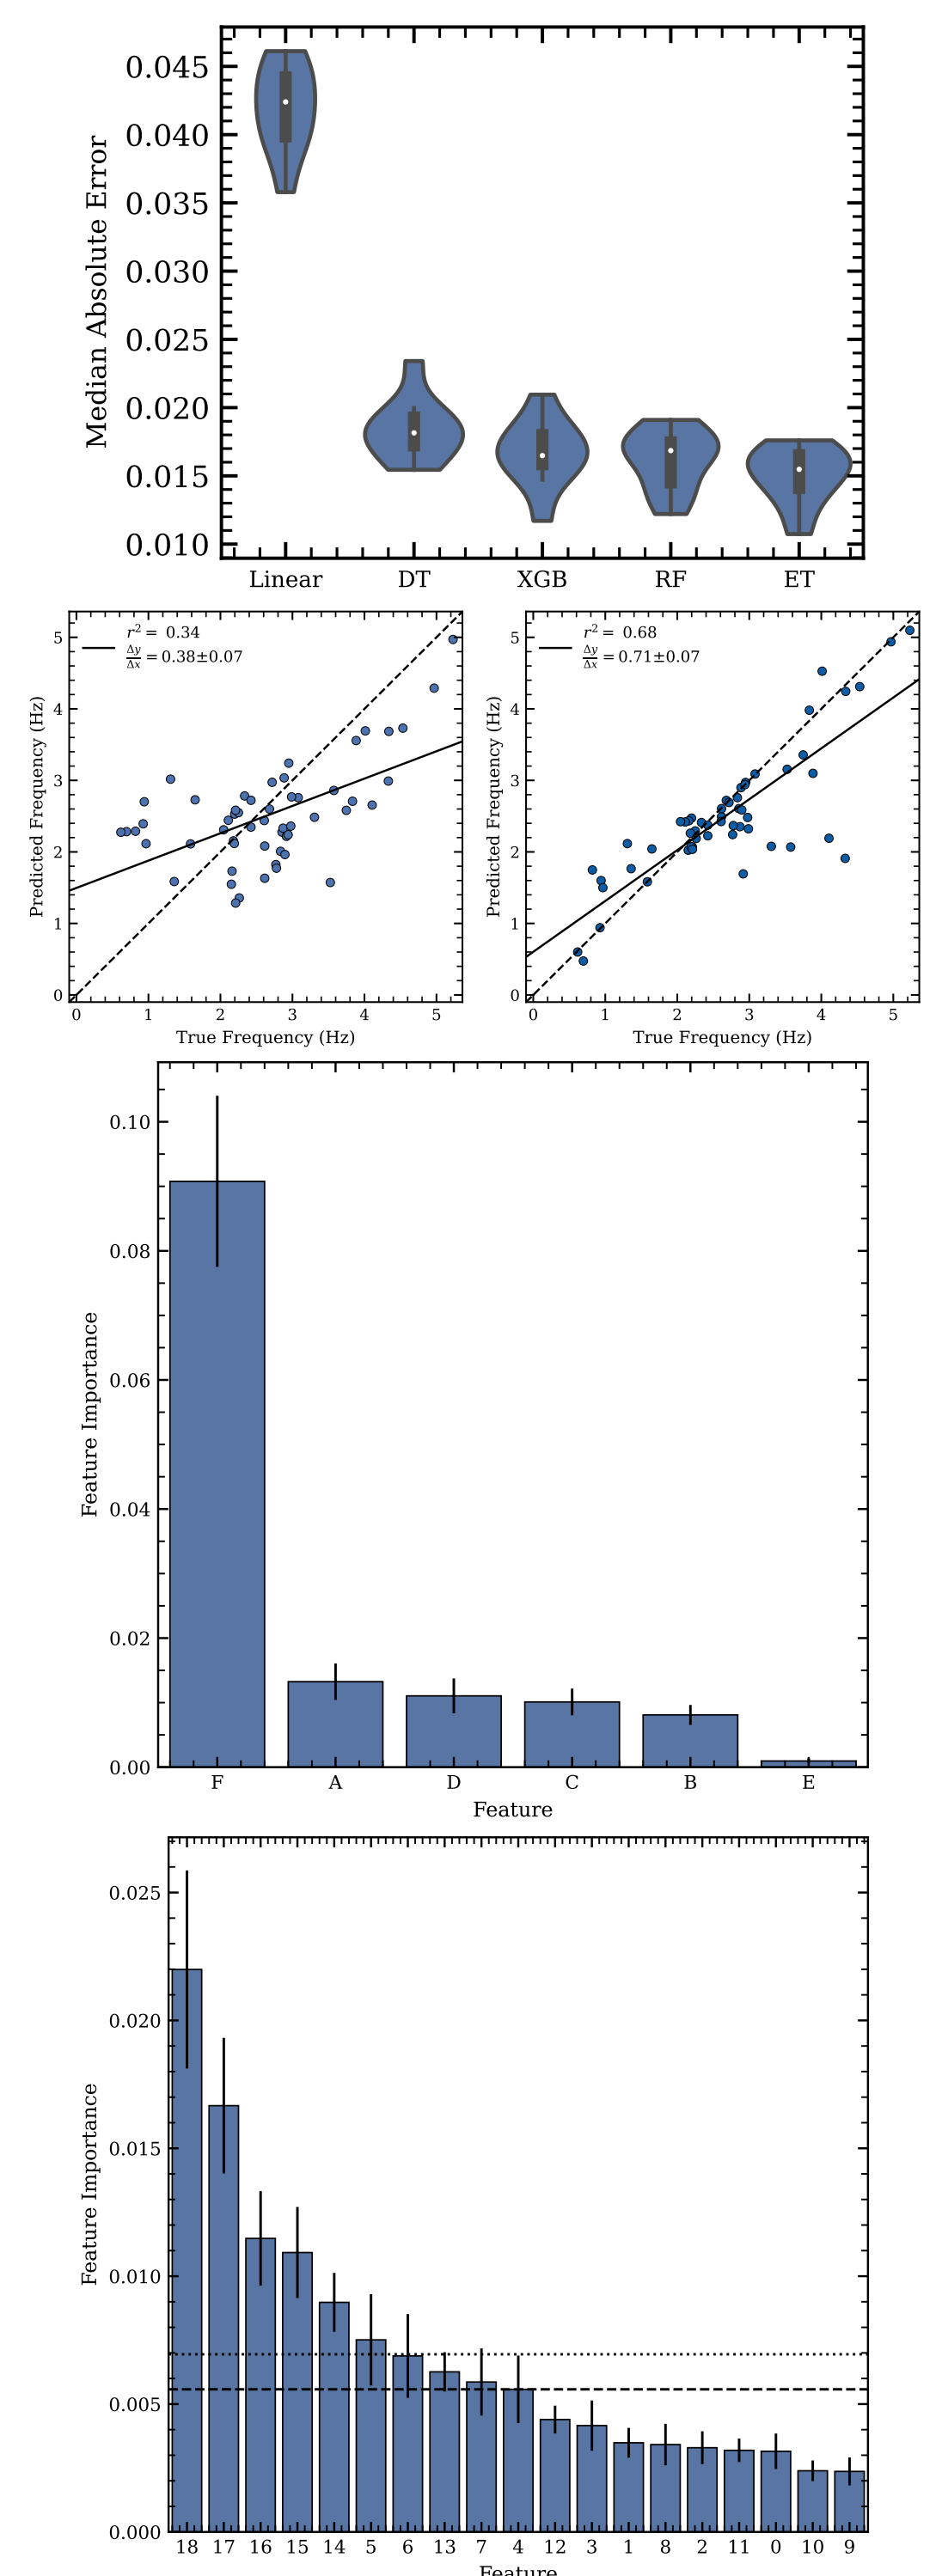 Median Absolute Error
0.045
0.040
0.035
0.030
0.025
0.020
0.015
0.010
Linear DT XGB RF ET
r² = 0.34
Δy/Δx = 0.38±0.07
Predicted Frequency (Hz)
5
4
3
2
1
0
0 1 2 3 4 5
True Frequency (Hz)
r² = 0.68
Δy/Δx = 0.71±0.07
Predicted Frequency (Hz)
5
4
3
2
1
0
0 1 2 3 4 5
True Frequency (Hz)
Feature Importance
0.10
0.08
0.06
0.04
0.02
0.00
F A D C B E
Feature
Feature Importance
0.025
0.020
0.015
0.010
0.005
0.000
18 17 16 15 14 5 6 13 7 4 12 3 1 8 2 11 0 10 9
Feature